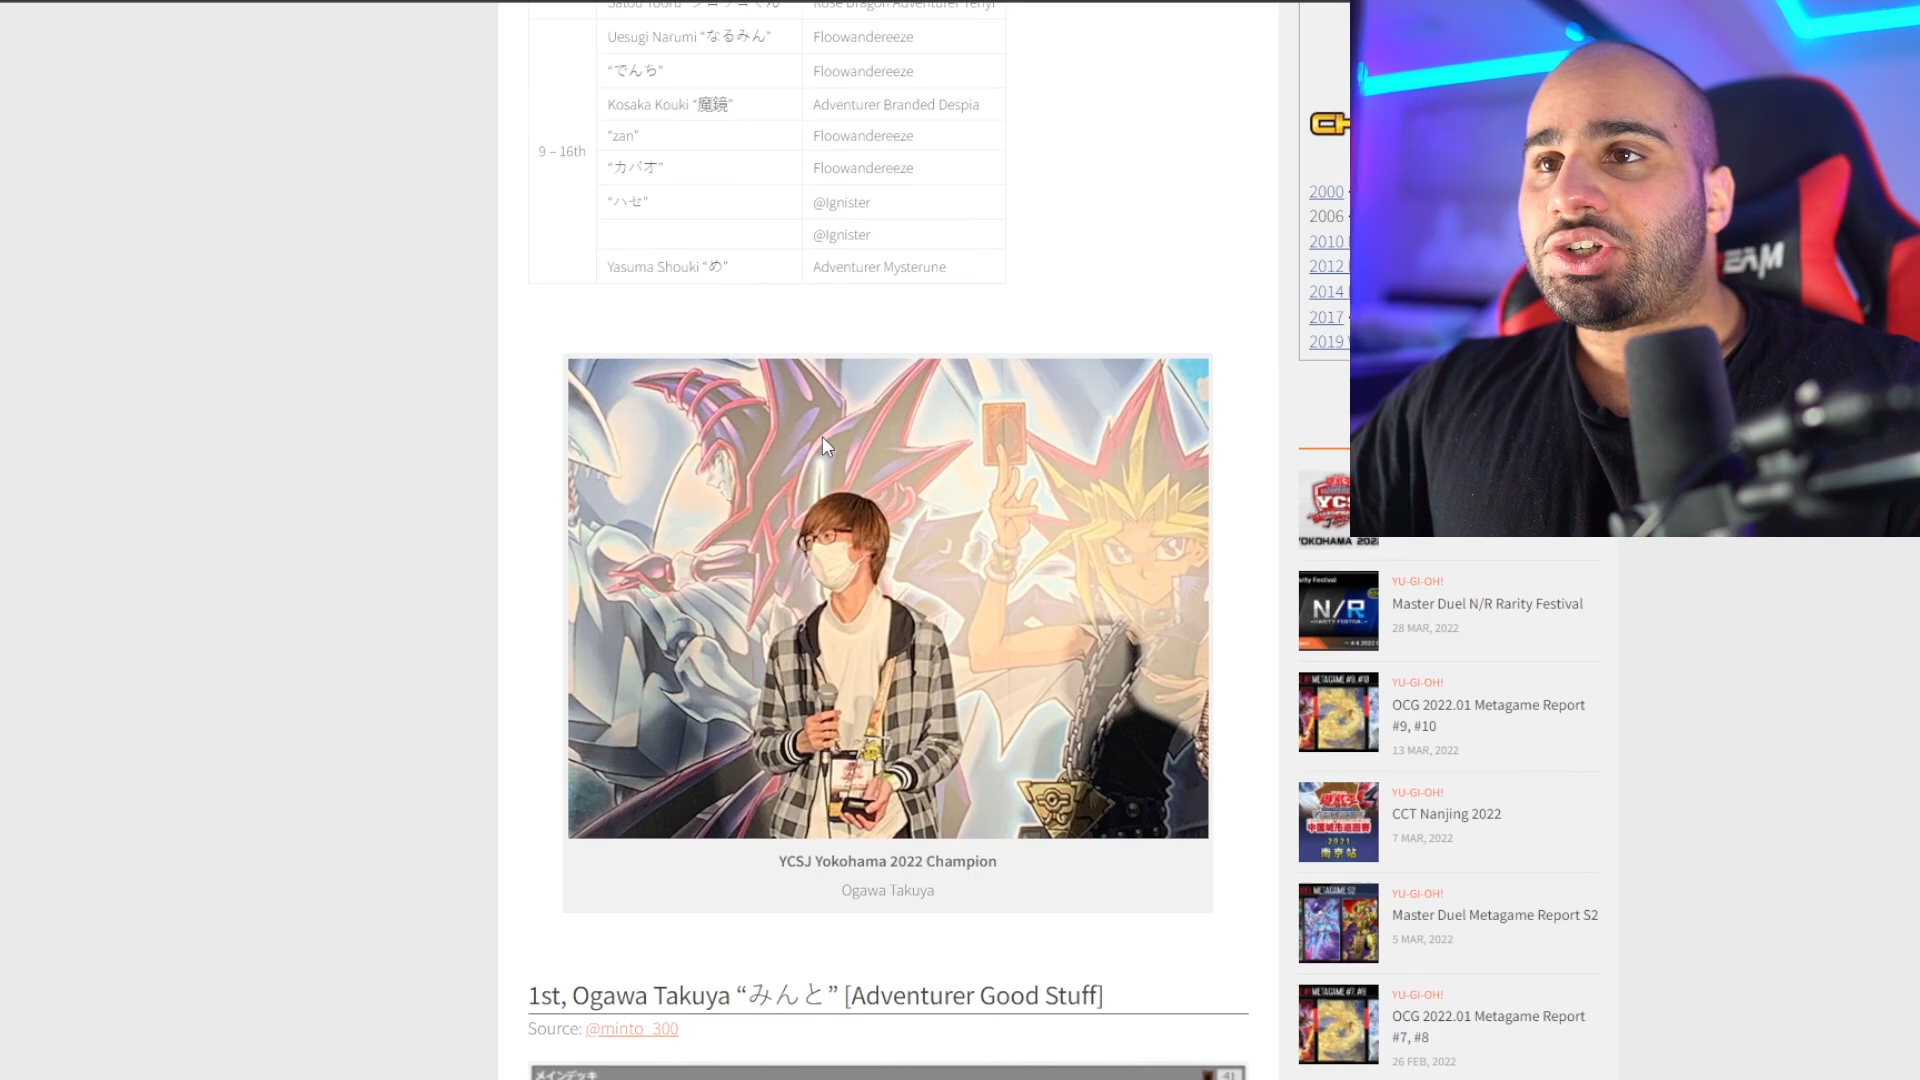 Uesugi Narumi “なるみん”
Floowandereeze
“でんち”
Floowandereeze
Kosaka Kouki “魔鏡”
Adventurer Branded Despia
“zan”
Floowandereeze
9 – 16th
“カバオ”
Floowandereeze
“ハセ”
@Ignister
@Ignister
Yasuma Shouki “め”
Adventurer Mysterune
YCSJ Yokohama 2022 Champion
Ogawa Takuya
1st, Ogawa Takuya “みんと” [Adventurer Good Stuff]
Source: @minto_300
メインデッキ
41
2000
2006
2010
2012
2014
2017
2019
YU-GI-OH!
Master Duel N/R Rarity Festival
28 MAR, 2022
YU-GI-OH!
OCG 2022.01 Metagame Report
#9, #10
13 MAR, 2022
YU-GI-OH!
CCT Nanjing 2022
7 MAR, 2022
YU-GI-OH!
Master Duel Metagame Report S2
5 MAR, 2022
YU-GI-OH!
OCG 2022.01 Metagame Report
#7, #8
26 FEB, 2022